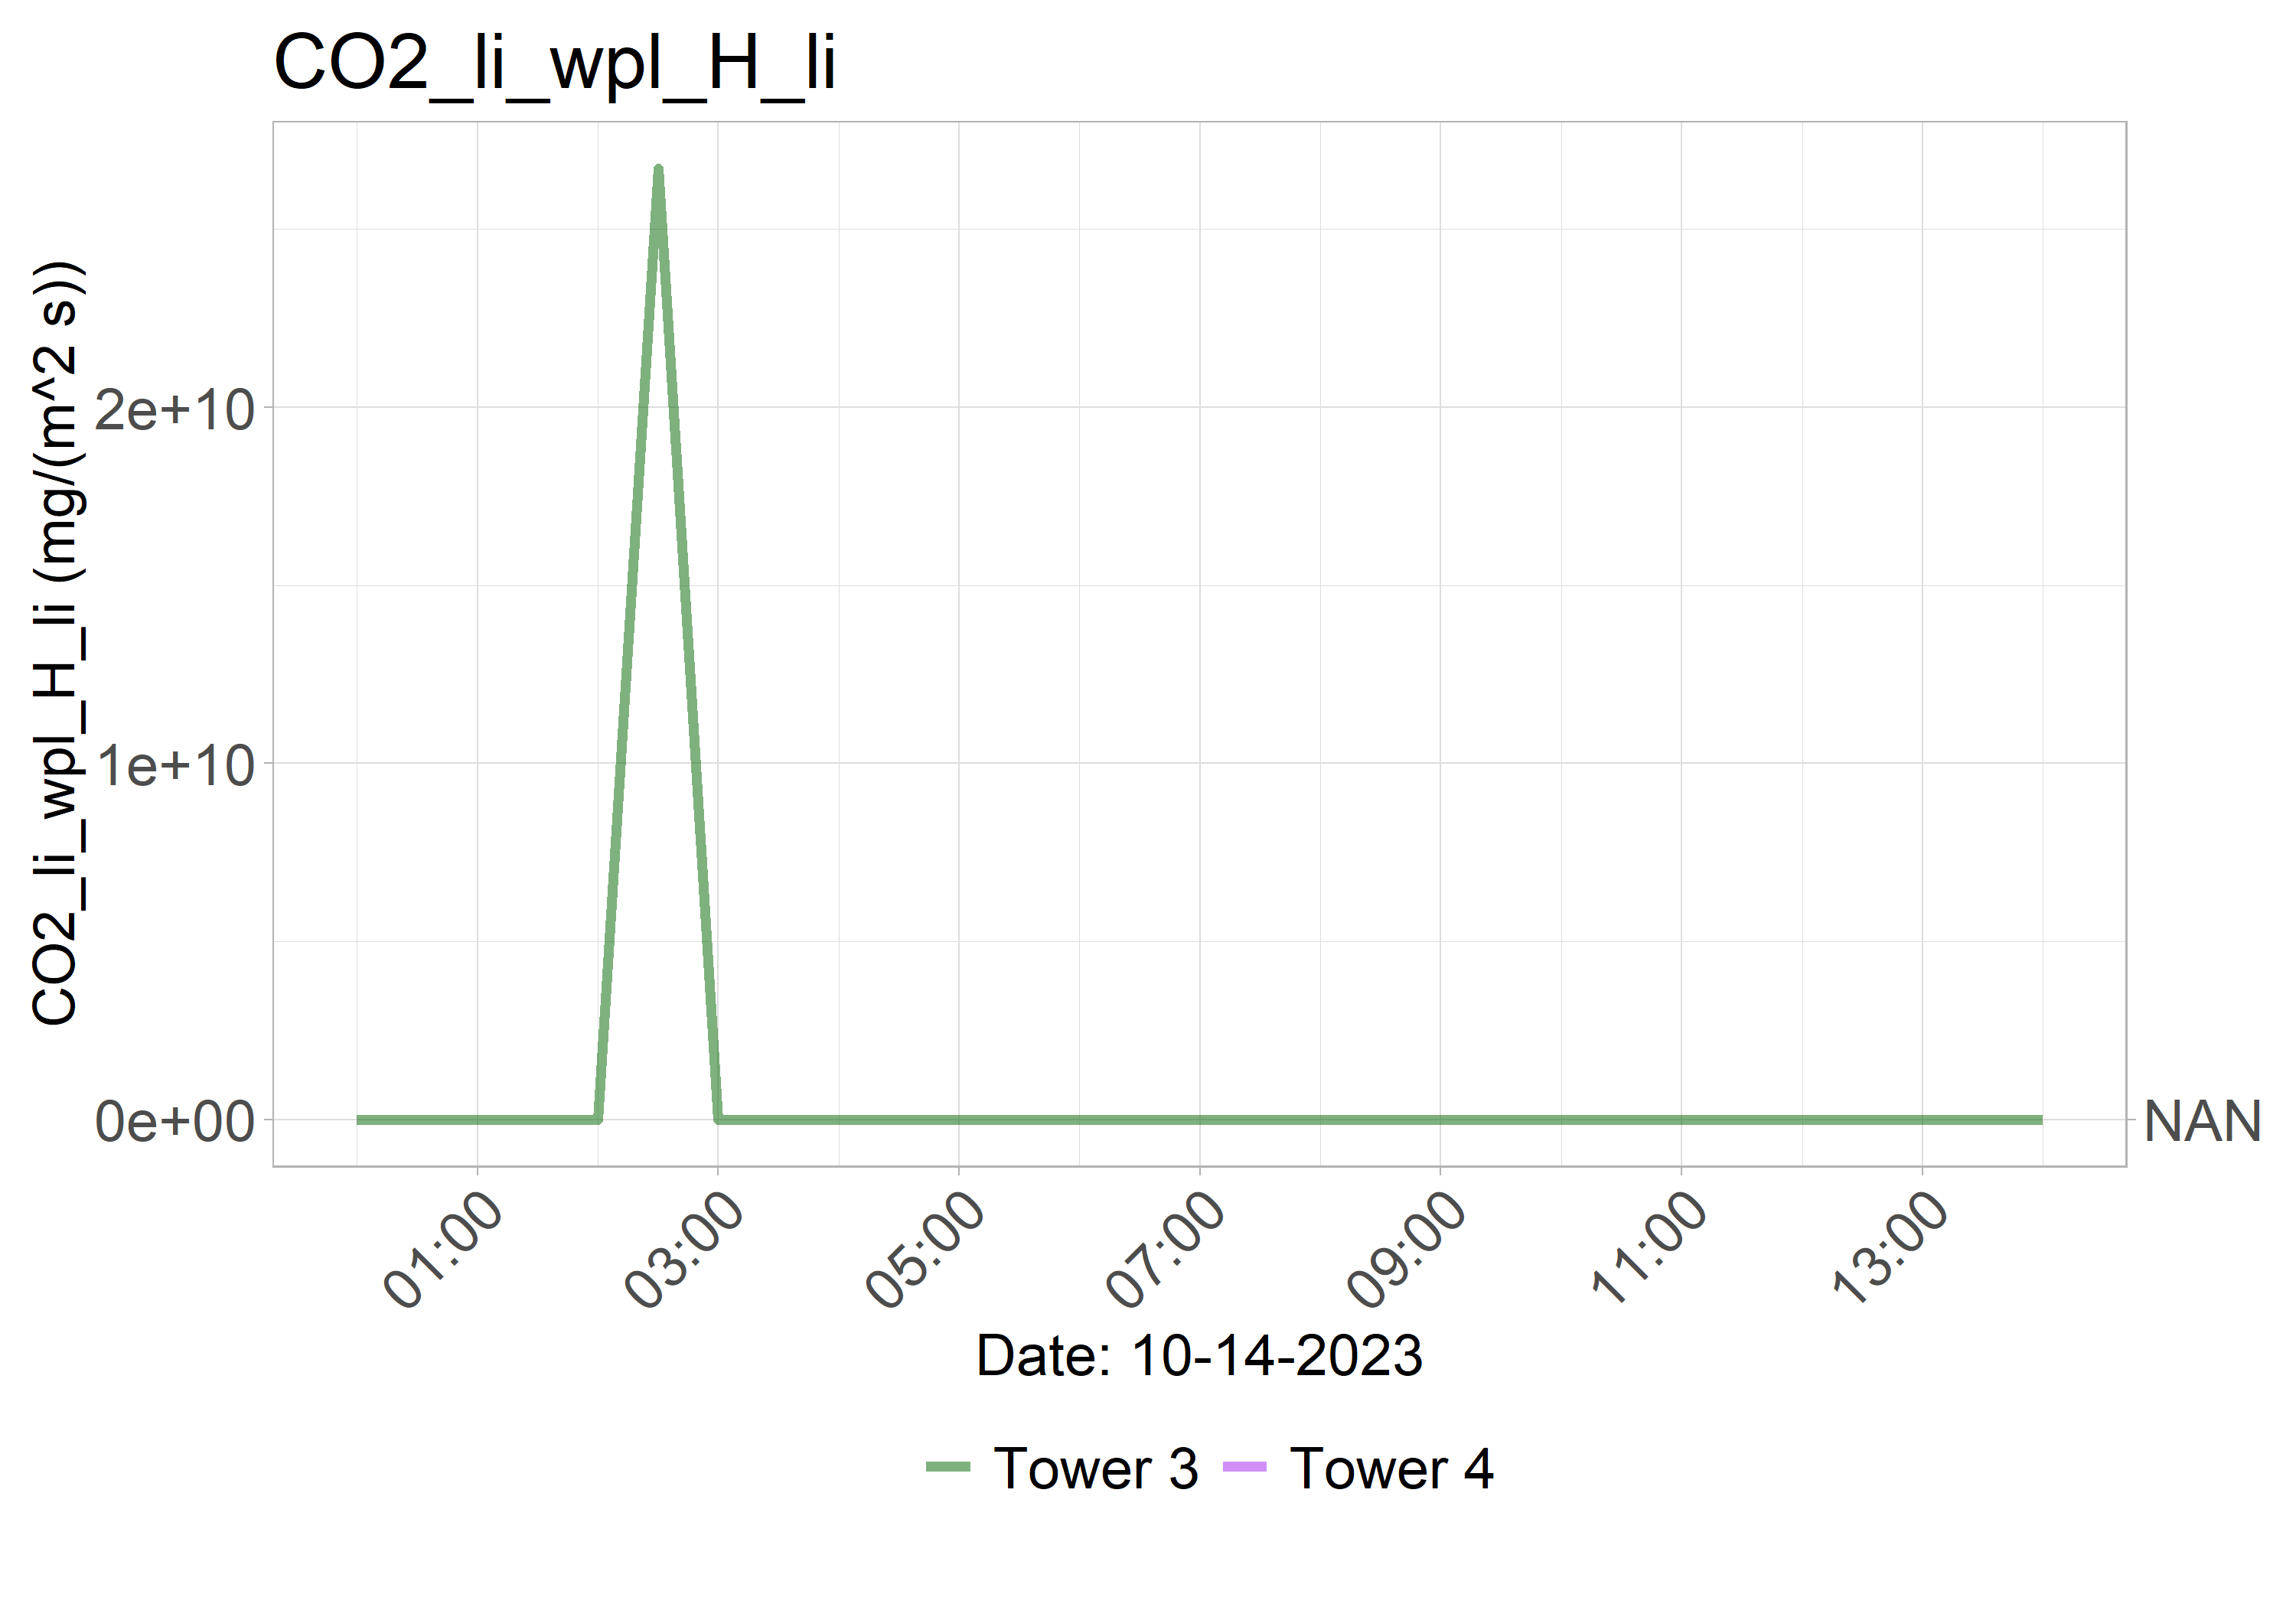 CO2_li_wpl_H_li
CO2_li_wpl_H_li (mg/(m^2 s))
2e+10
1e+10
0e+00
NAN
01:00
03:00
05:00
07:00
09:00
11:00
13:00
Date: 10-14-2023
Tower 3
Tower 4